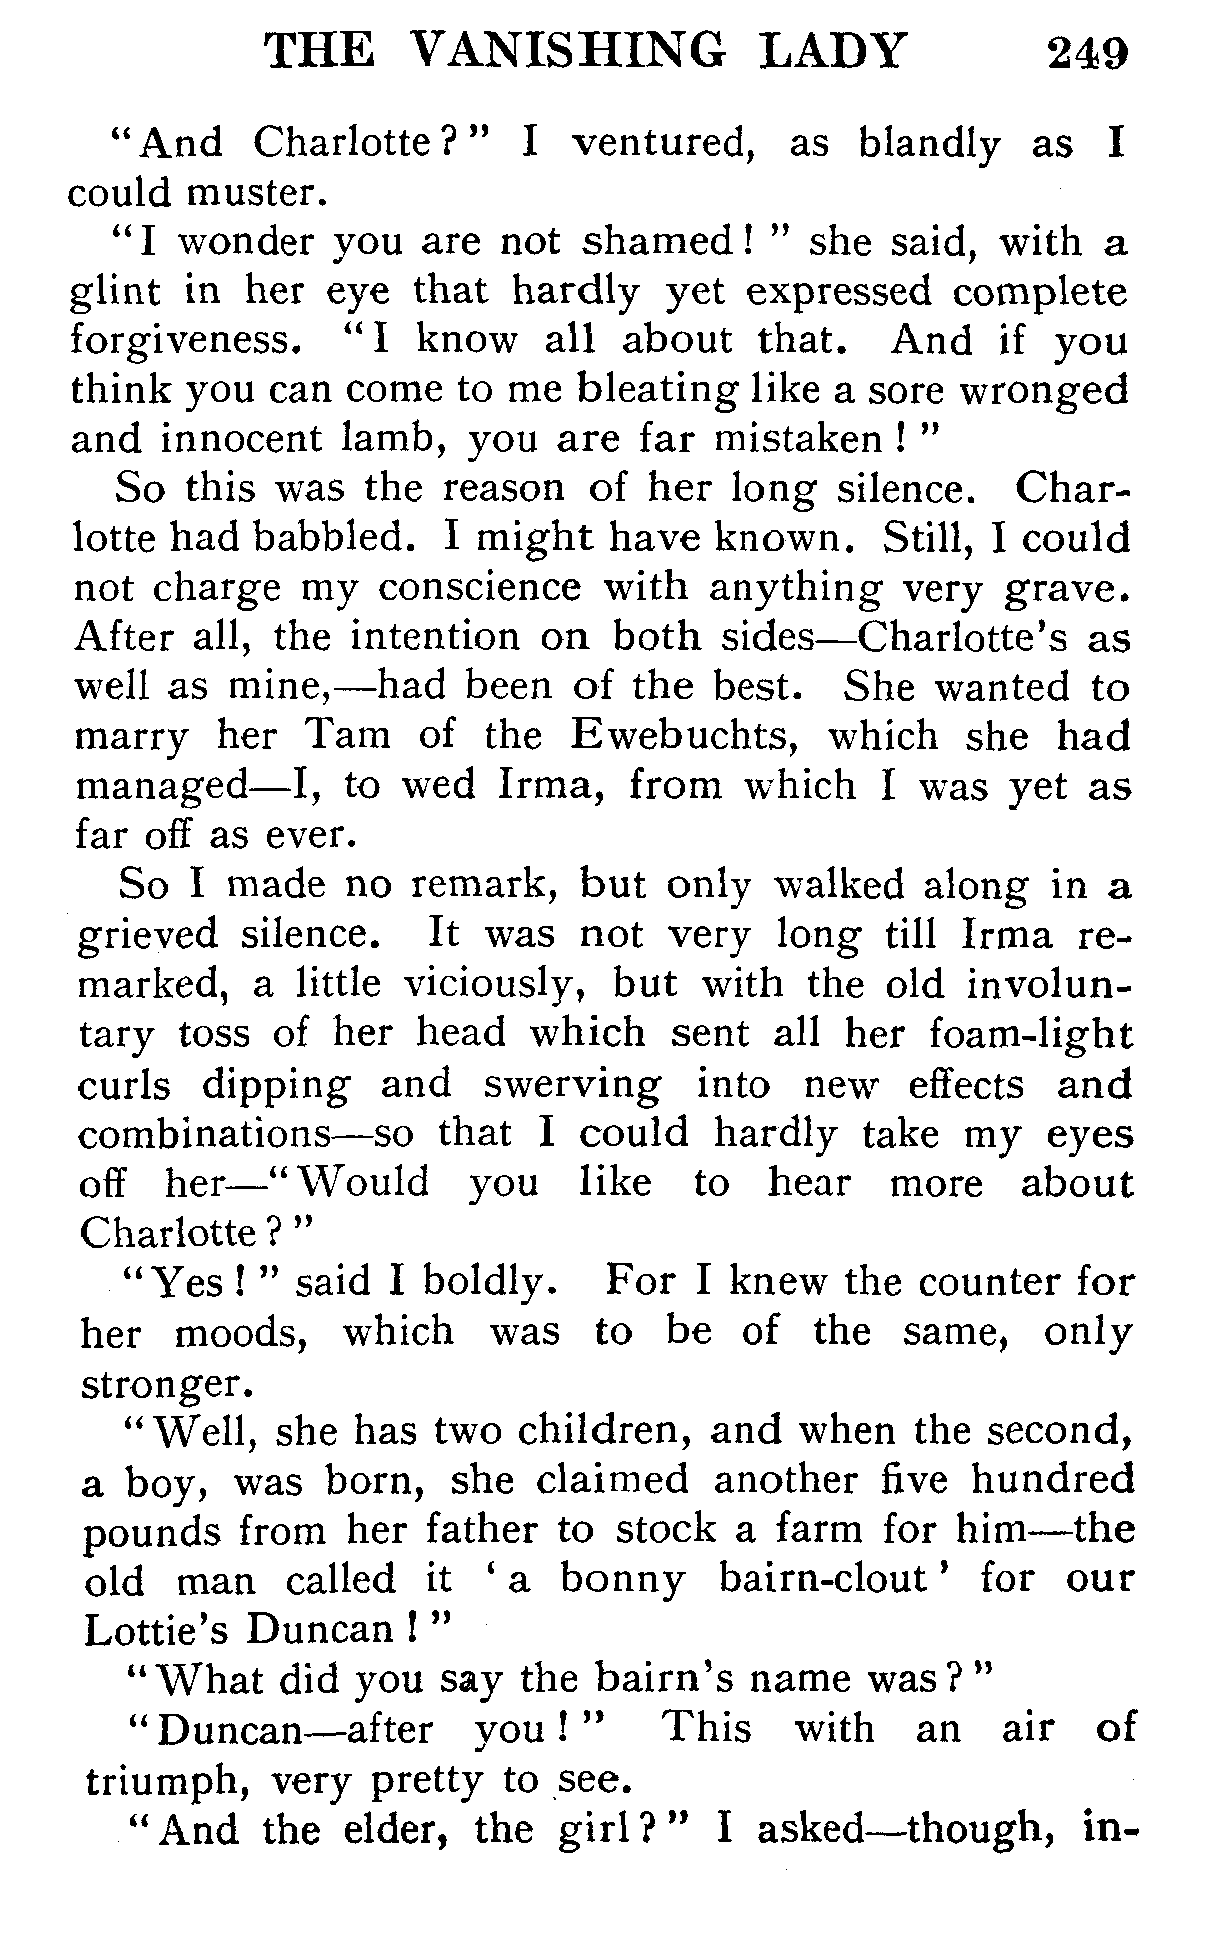 THE VANISHING LADY 249
"And Charlotte?" I ventured, as blandly as I
could muster.
"I wonder you are not shamed!" she said, with a
glint in her eye that hardly yet expressed complete
forgiveness. "I know all about that. And if you
think you can come to me bleating like a sore wronged
and innocent lamb, you are far mistaken!"
So this was the reason of her long silence. Char-
lotte had babbled. I might have known. Still, I could
not charge my conscience with anything very grave.
After all, the intention on both sides—Charlotte's as
well as mine,—had been of the best. She wanted to
marry her Tam of the Ewebuchts, which she had
managed—I, to wed Irma, from which I was yet as
far off as ever.
So I made no remark, but only walked along in a
grieved silence. It was not very long till Irma re-
marked, a little viciously, but with the old involun-
tary toss of her head which sent all her foam-light
curls dipping and swerving into new effects and
combinations—so that I could hardly take my eyes
off her—"Would you like to hear more about
Charlotte?"
"Yes!" said I boldly. For I knew the counter for
her moods, which was to be of the same, only
stronger.
"Well, she has two children, and when the second,
a boy, was born, she claimed another five hundred
pounds from her father to stock a farm for him—the
old man called it 'a bonny bairn-clout' for our
Lottie's Duncan!"
"What did you say the bairn's name was?"
"Duncan—after you!" This with an air of
triumph, very pretty to see.
"And the elder, the girl?" I asked—though, in-